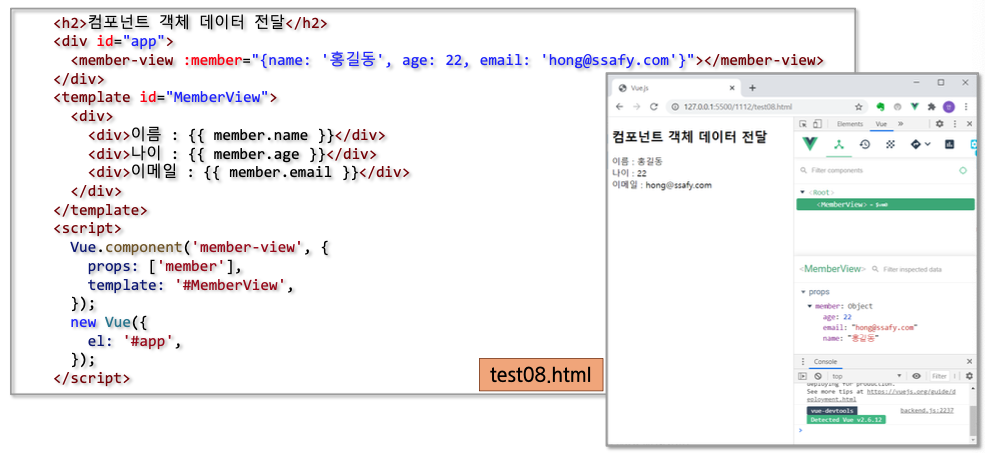 <h2>컴포넌트 객체 데이터 전달</h2>
<div id="app">
<member-view :member="{name: '홍길동', age: 22, email: 'hong@ssafy.com'}"></member-view>
</div>
<template id="MemberView">
<div>
<div>이름 : {{ member.name }}</div>
<div>나이 : {{ member.age }}</div>
<div>이메일 : {{ member.email }}</div>
</div>
</template>
<script>
Vue.component('member-view', {
props: ['member'],
template: '#MemberView',
});
new Vue({
el: '#app',
});
</script>
test08.html
Vue.js
127.0.0.1:5500/1112/test08.html
컴포넌트 객체 데이터 전달
이름 : 홍길동
나이 : 22
이메일 : hong@ssafy.com
Elements Vue
Filter components
<Root>
<MemberView> = $vm0
<MemberView> Filter inspected data
props
member: Object
age: 22
email: "hong@ssafy.com"
name: "홍길동"
Console
top Filter
deploying for production.
See more tips at https://vuejs.org/guide/d
eployment.html
vue-devtools backend.js:2237
Detected Vue v2.6.12